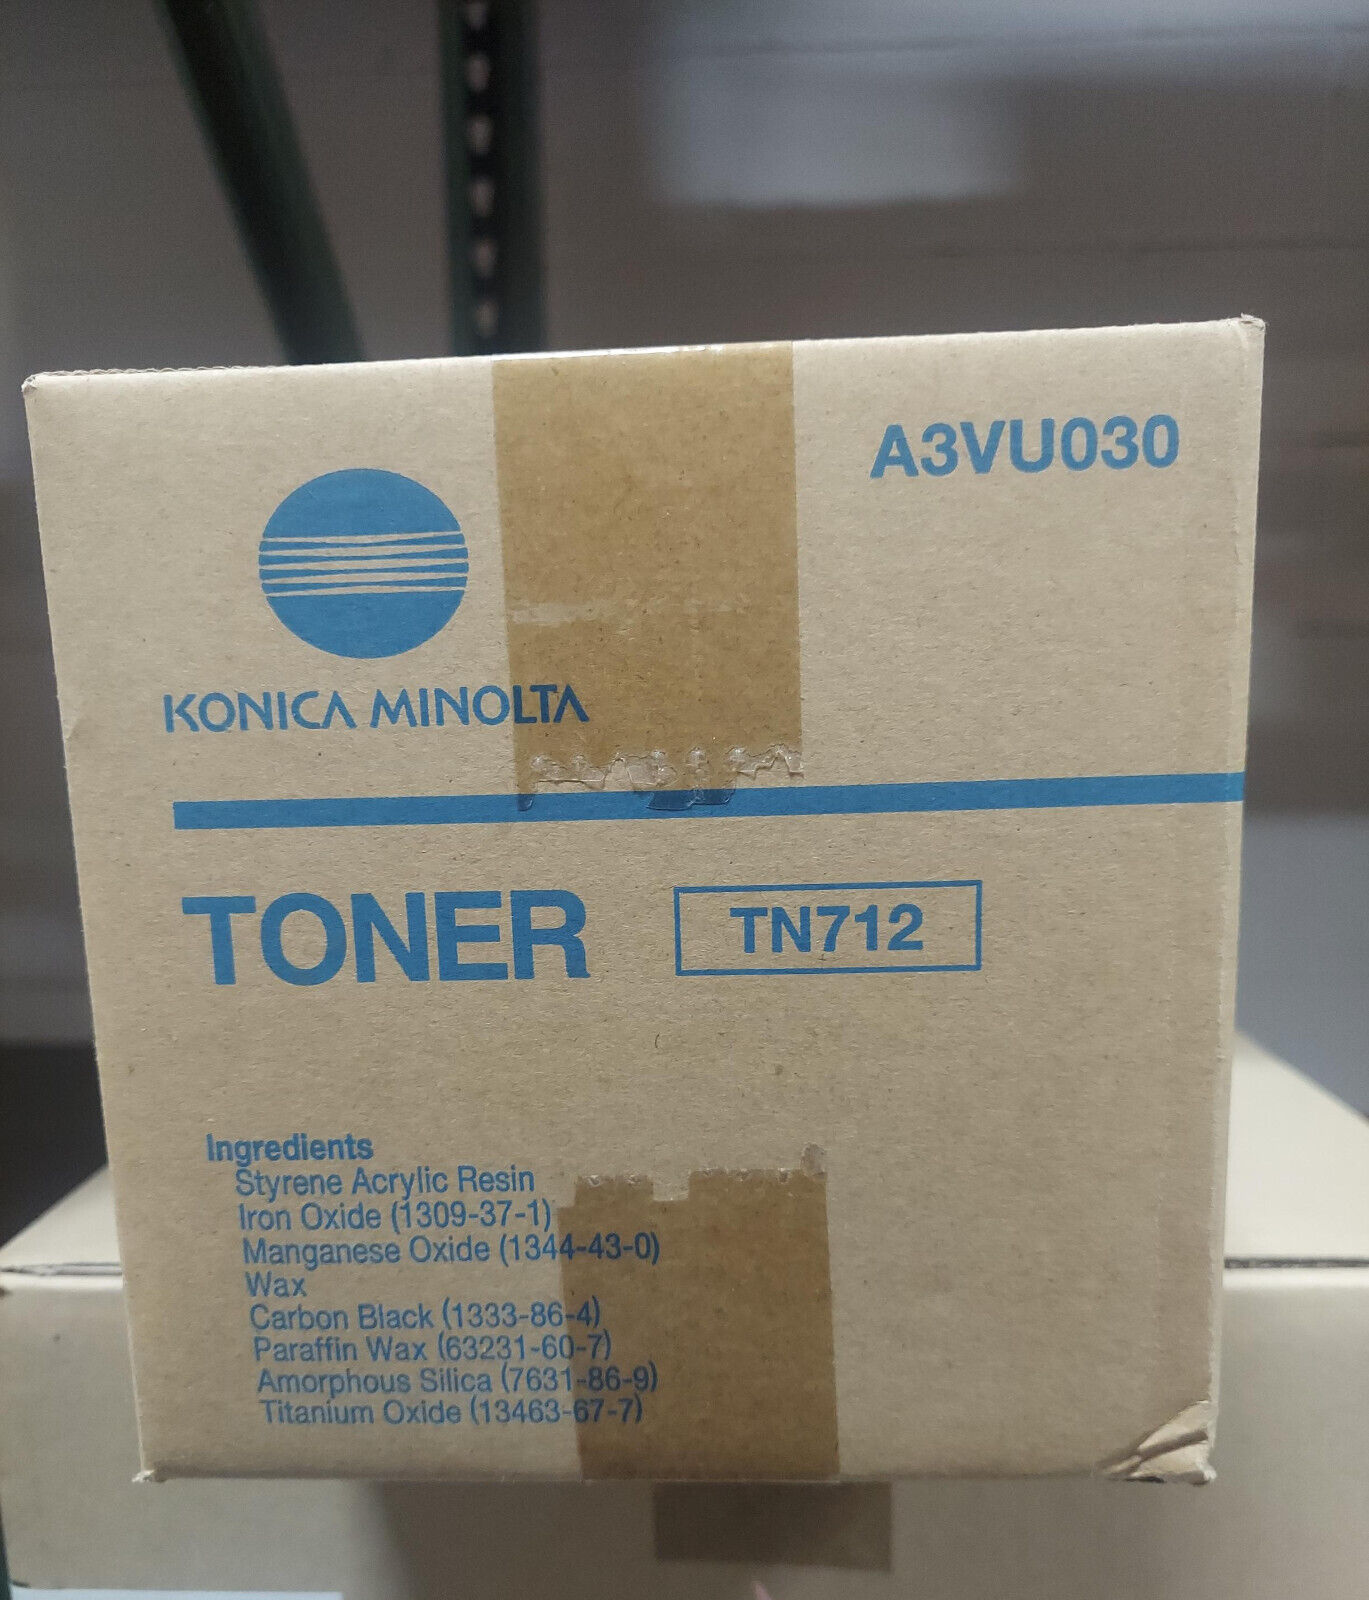 A3VU030
KONICA MINOLTA
TONER
TN712
Ingredients
Styrene Acrylic Resin
Iron Oxide (1309-37-1)
Manganese Oxide (1344-43-0)
Wax
Carbon Black (1333-86-4)
Paraffin Wax (63231-60-7)
Amorphous Silica (7631-86-9)
Titanium Oxide (13463-67-7)